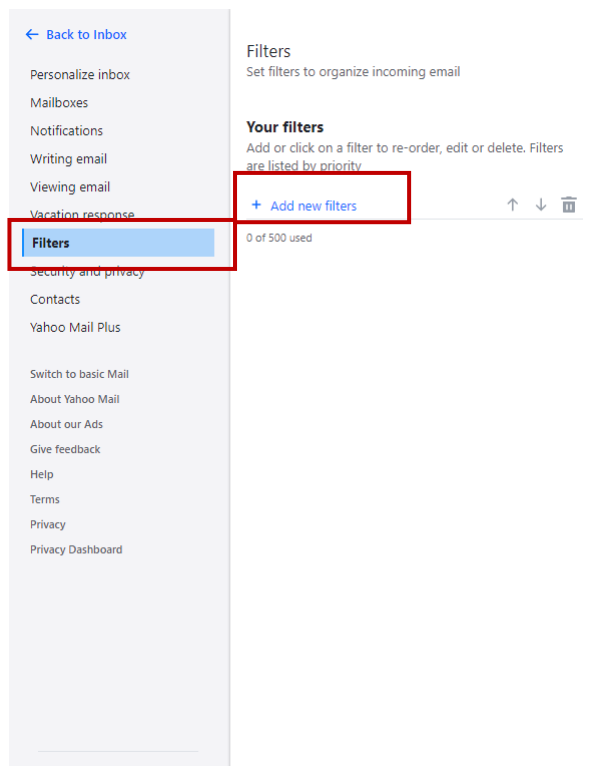 Back to Inbox
Personalize inbox
Mailboxes
Notifications
Writing email
Viewing email
Vacation response
Filters
Security and privacy
Contacts
Yahoo Mail Plus
Switch to basic Mail
About Yahoo Mail
About our Ads
Give feedback
Help
Terms
Privacy
Privacy Dashboard
Filters
Set filters to organize incoming email
Your filters
Add or click on a filter to re-order, edit or delete. Filters
are listed by priority
+ Add new filters
0 of 500 used